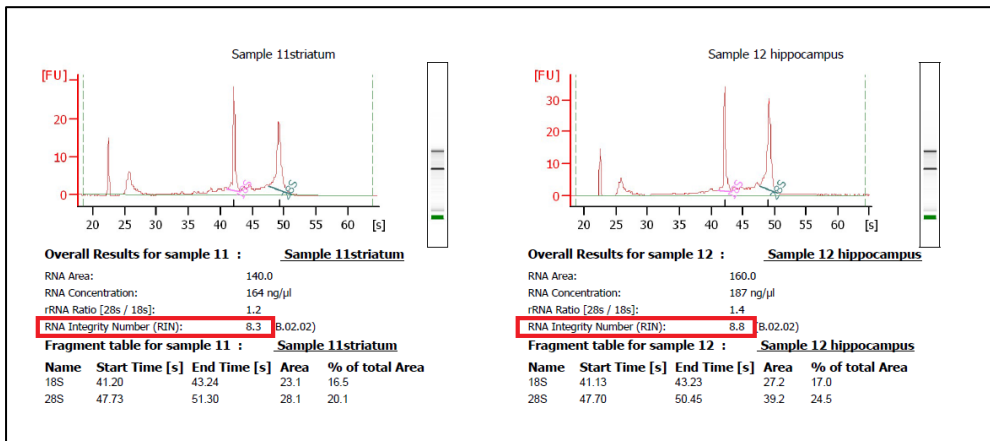 Sample 11striatum
[FU]
20
10
0
20 25 30 35 40 45 50 55 60 [s]
18S
28S
Overall Results for sample 11 : Sample 11striatum
RNA Area: 140.0
RNA Concentration: 164 ng/µl
rRNA Ratio [28s / 18s]: 1.2
RNA Integrity Number (RIN): 8.3 (B.02.02)
Fragment table for sample 11 : Sample 11striatum
Name Start Time [s] End Time [s] Area % of total Area
18S 41.20 43.24 23.1 16.5
28S 47.73 51.30 28.1 20.1
Sample 12 hippocampus
[FU]
30
20
10
0
20 25 30 35 40 45 50 55 60 [s]
18S
28S
Overall Results for sample 12 : Sample 12 hippocampus
RNA Area: 160.0
RNA Concentration: 187 ng/µl
rRNA Ratio [28s / 18s]: 1.4
RNA Integrity Number (RIN): 8.8 (B.02.02)
Fragment table for sample 12 : Sample 12 hippocampus
Name Start Time [s] End Time [s] Area % of total Area
18S 41.13 43.23 27.2 17.0
28S 47.70 50.45 39.2 24.5